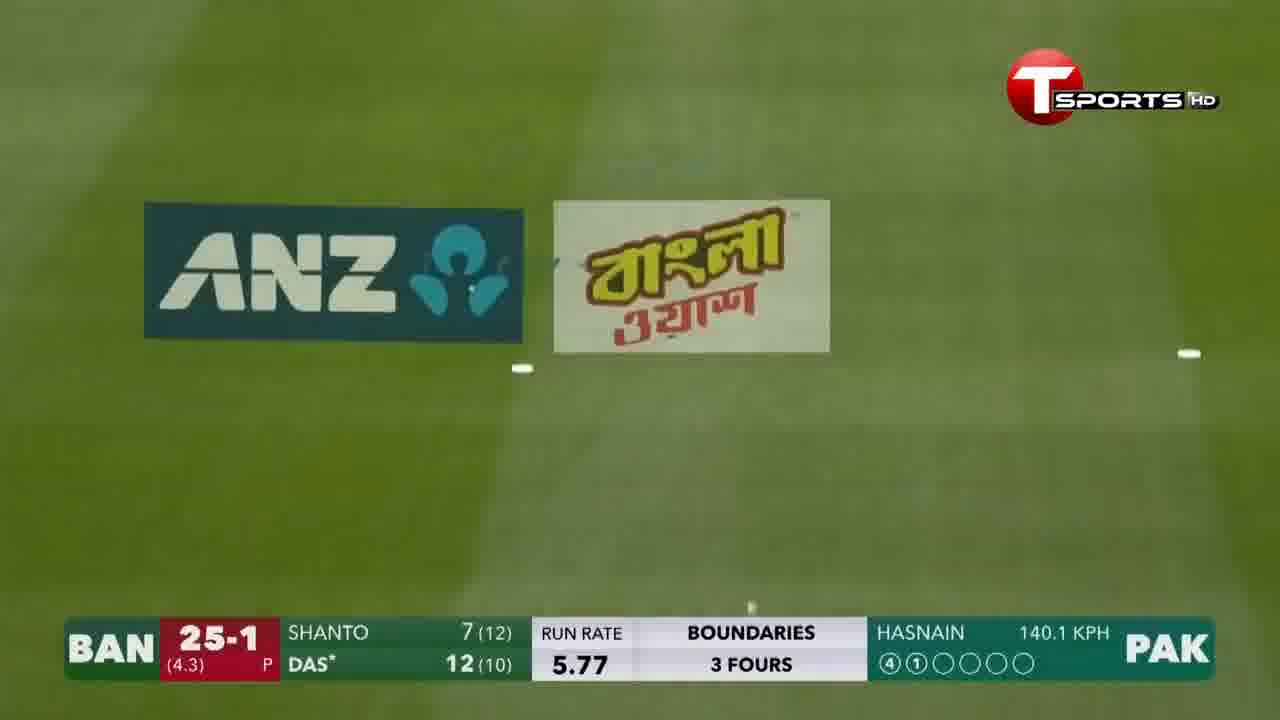 T SPORTS HD
ANZ
বাংলা
ওয়াশ
BAN 25-1 (4.3) P
SHANTO 7 (12)
DAS* 12 (10)
RUN RATE
5.77
BOUNDARIES
3 FOURS
HASNAIN 140.1 KPH
4 1
PAK